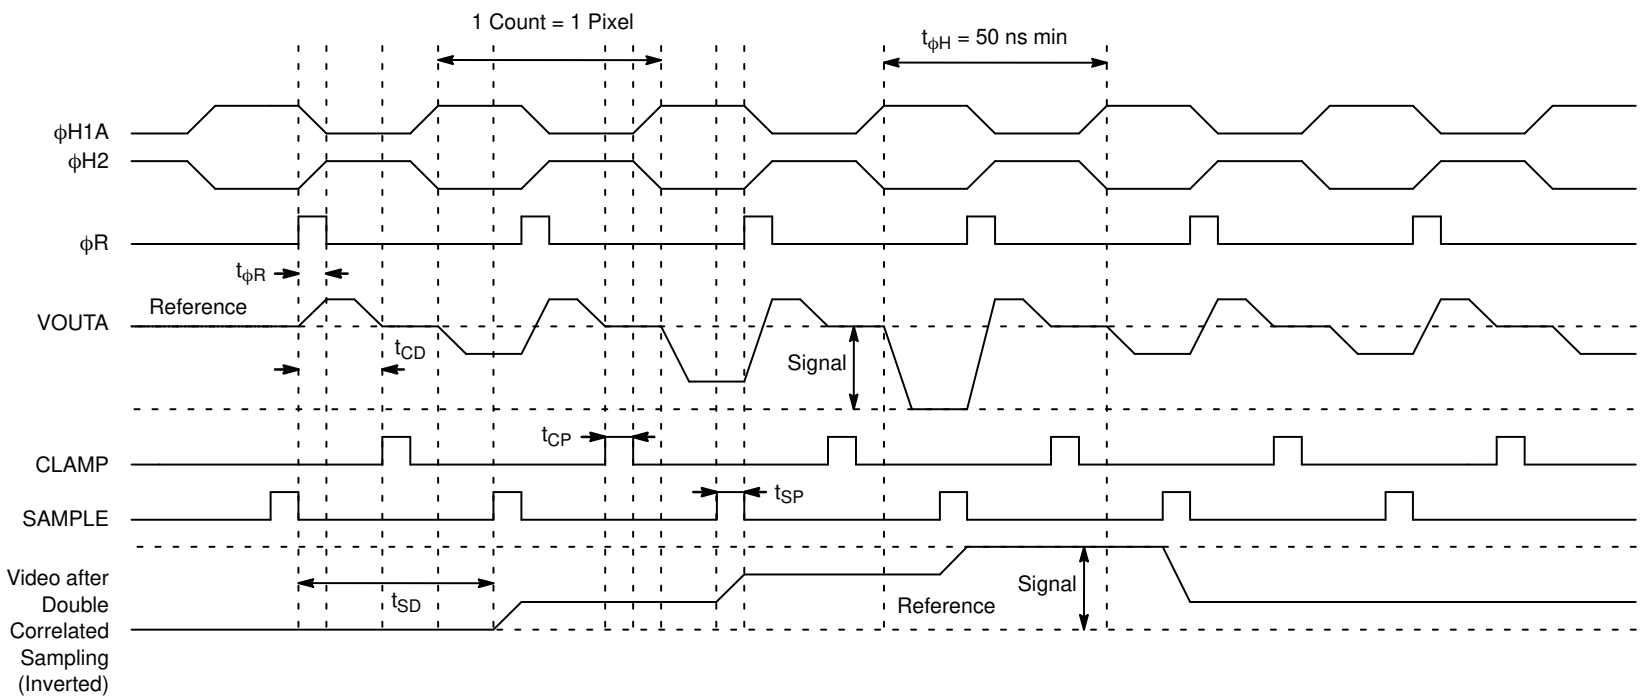 1 Count = 1 Pixel
tϕH = 50 ns min
ϕH1A
ϕH2
ϕR
tϕR
Reference
VOUTA
tCD
Signal
tCP
CLAMP
tSP
SAMPLE
Video after
Double
Correlated
Sampling
(Inverted)
tSD
Reference
Signal